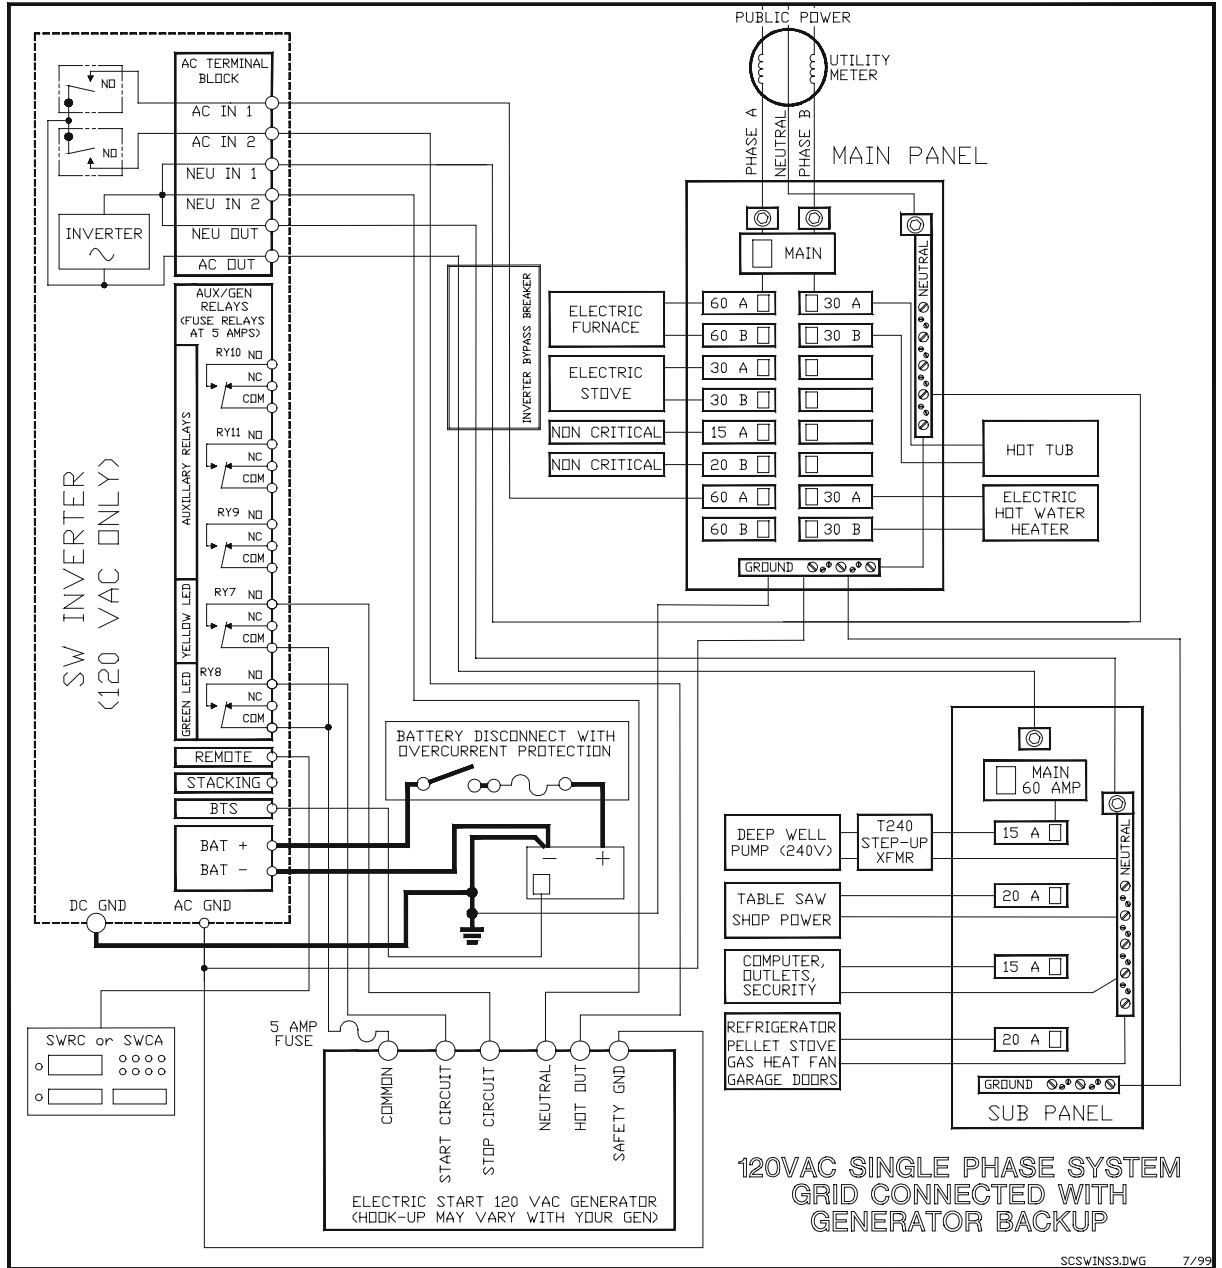 PUBLIC POWER
UTILITY
METER
PHASE A
NEUTRAL
PHASE B
MAIN PANEL
AC TERMINAL
BLOCK
NO
AC IN 1
AC IN 2
NO
NEU IN 1
NEU IN 2
NEU OUT
AC OUT
INVERTER
MAIN
NEUTRAL
INVERTER BYPASS BREAKER
AUX/GEN
RELAYS
(FUSE RELAYS
AT 5 AMPS)
ELECTRIC
FURNACE
60 A
30 A
60 B
30 B
ELECTRIC
STOVE
30 A
30 B
NON CRITICAL
15 A
NON CRITICAL
20 B
60 A
30 A
60 B
30 B
HOT TUB
ELECTRIC
HOT WATER
HEATER
GROUND
RY10 NO
NC
COM
RY11 NO
NC
COM
RY9 NO
NC
COM
RY7 NO
NC
COM
RY8 NO
NC
COM
AUXILLARY RELAYS
YELLOW LED
GREEN LED
SW INVERTER
(120 VAC ONLY)
REMOTE
STACKING
BTS
BAT +
BAT -
DC GND
AC GND
BATTERY DISCONNECT WITH
OVERCURRENT PROTECTION
- +
MAIN
60 AMP
NEUTRAL
DEEP WELL
PUMP (240V)
T240
STEP-UP
XFMR
15 A
TABLE SAW
SHOP POWER
20 A
COMPUTER,
OUTLETS,
SECURITY
15 A
REFRIGERATOR
PELLET STOVE
GAS HEAT FAN
GARAGE DOORS
20 A
GROUND
SUB PANEL
SWRC or SWCA
5 AMP
FUSE
COMMON
START CIRCUIT
STOP CIRCUIT
NEUTRAL
HOT OUT
SAFETY GND
ELECTRIC START 120 VAC GENERATOR
(HOOK-UP MAY VARY WITH YOUR GEN)
120VAC SINGLE PHASE SYSTEM
GRID CONNECTED WITH
GENERATOR BACKUP
SCSWINS3.DWG 7/99